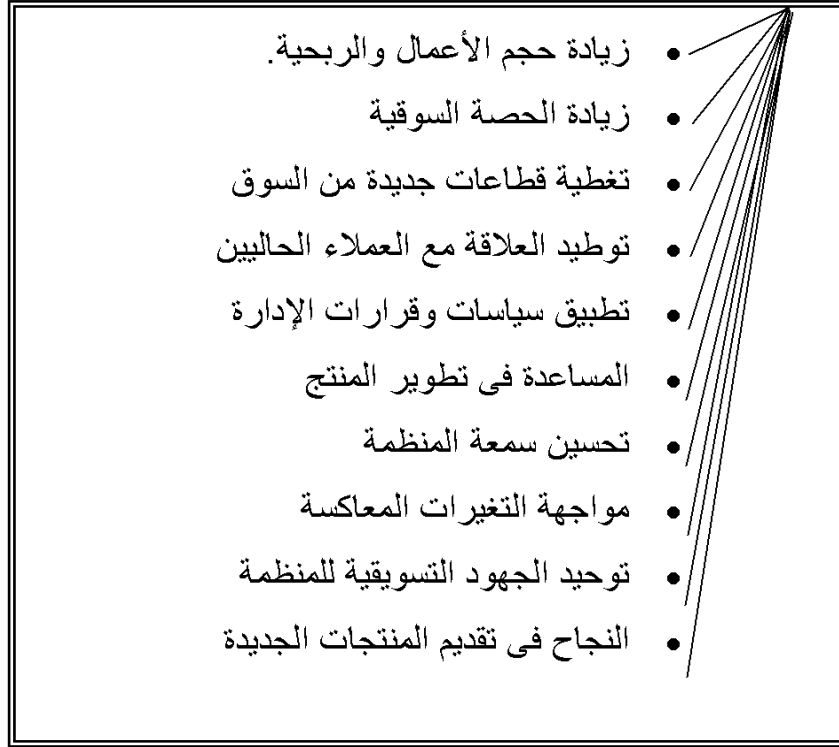 • زيادة حجم الأعمال والربحية.
• زيادة الحصة السوقية
• تغطية قطاعات جديدة من السوق
• توطيد العلاقة مع العملاء الحاليين
• تطبيق سياسات وقرارات الإدارة
• المساعدة فى تطوير المنتج
• تحسين سمعة المنظمة
• مواجهة التغيرات المعاكسة
• توحيد الجهود التسويقية للمنظمة
• النجاح فى تقديم المنتجات الجديدة